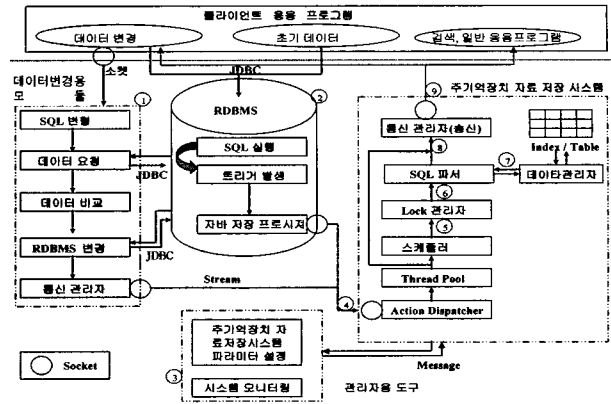 클라이언트 응용 프로그램
데이터 변경
초기 데이터
검색, 일반 응용프로그램
소켓
JDBC
데이터변경용
모듈
①
SQL 변형
데이터 요청
JDBC
데이터 비교
RDBMS 변경
JDBC
통신 관리자
②
RDBMS
SQL 실행
트리거 발생
자바 저장 프로시져
Stream
⑨
주기억장치 자료 저장 시스템
통신 관리자(송신)
⑧
Index / Table
SQL 파서
⑦
데이타관리자
⑥
Lock 관리자
⑤
스케쥴러
Thread Pool
④
Action Dispatcher
주기억장치 자
료저장시스템
파라미터 설정
③
시스템 모니터링
Message
관리자용 도구
Socket